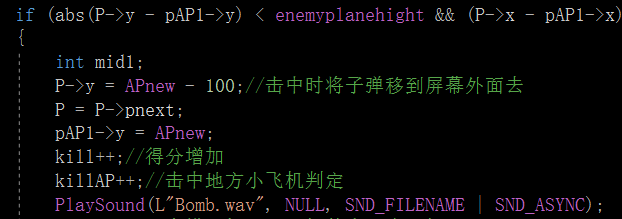 if (abs(P->y - pAP1->y) < enemyplanehight && (P->x - pAP1->x)
{
int mid1;
P->y = APnew - 100;//击中时将子弹移到屏幕外面去
P = P->pnext;
pAP1->y = APnew;
kill++;//得分增加
killAP++;//击中地方小飞机判定
PlaySound(L"Bomb.wav", NULL, SND_FILENAME | SND_ASYNC);